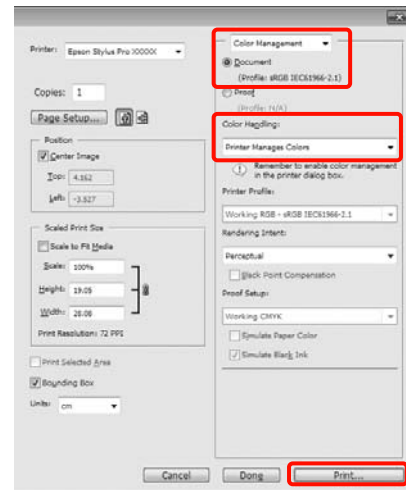 Printer: Epson Stylus Pro XXXXX
Copies: 1
Page Setup...
Position
Center Image
Top: 4.162
Left: -3.527
Scaled Print Size
Scale to Fit Media
Scale: 100%
Height: 19.05
Width: 28.08
Print Resolution: 72 PPI
Print Selected Area
Bounding Box
Units: cm
Color Management
Document
(Profile: sRGB IEC61966-2.1)
Proof
(Profile: N/A)
Color Handling:
Printer Manages Colors
Remember to enable color management
in the printer dialog box.
Printer Profile:
Working RGB - sRGB IEC61966-2.1
Rendering Intent:
Perceptual
Black Point Compensation
Proof Setup:
Working CMYK
Simulate Paper Color
Simulate Black Ink
Cancel
Done
Print...